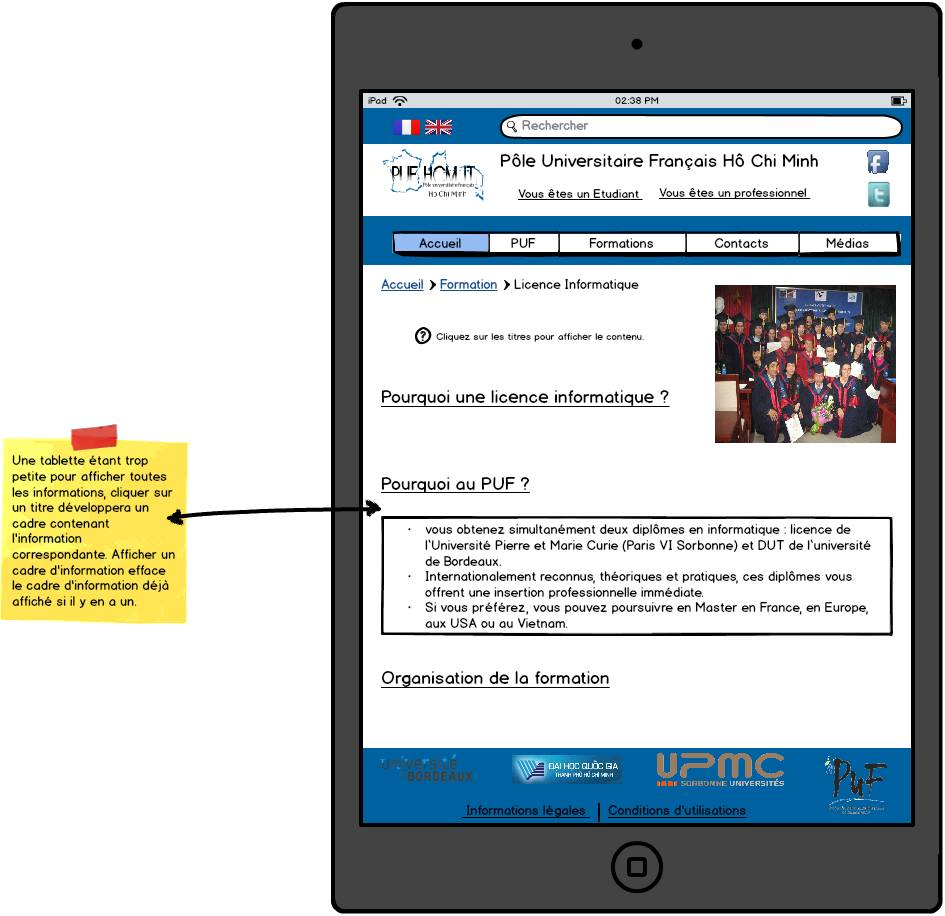 iPad
02:38 PM
Rechercher
PUF HCM IT
Pôle universitaire français
Hô Chi Minh
Pôle Universitaire Français Hô Chi Minh
Vous êtes un Etudiant
Vous êtes un professionnel
Accueil
PUF
Formations
Contacts
Médias
Accueil > Formation > Licence Informatique
? Cliquez sur les titres pour afficher le contenu.
Pourquoi une licence informatique ?
Pourquoi au PUF ?
· vous obtenez simultanément deux diplômes en informatique : licence de
l'Université Pierre et Marie Curie (Paris VI Sorbonne) et DUT de l'université
de Bordeaux.
· Internationalement reconnus, théoriques et pratiques, ces diplômes vous
offrent une insertion professionnelle immédiate.
· Si vous préférez, vous pouvez poursuivre en Master en France, en Europe,
aux USA ou au Vietnam.
Organisation de la formation
Une tablette étant trop
petite pour afficher toutes
les informations, cliquer sur
un titre développera un
cadre contenant
l'information
correspondante. Afficher un
cadre d'information efface
le cadre d'information déjà
affiché si il y en a un.
université
BORDEAUX
ĐẠI HỌC QUỐC GIA
THÀNH PHỐ HỒ CHÍ MINH
UPMC
SORBONNE UNIVERSITÉS
PUF
Informations légales
Conditions d'utilisations